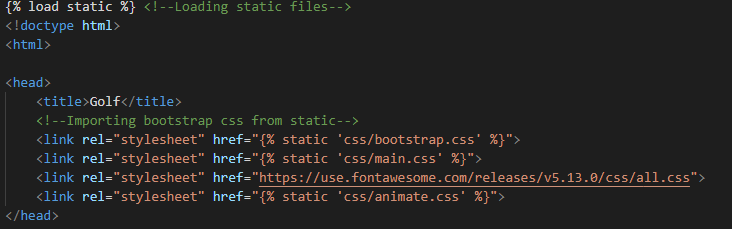 {% load static %} <!--Loading static files-->
<!doctype html>
<html>
<head>
<title>Golf</title>
<!--Importing bootstrap css from static-->
<link rel="stylesheet" href="{% static 'css/bootstrap.css' %}">
<link rel="stylesheet" href="{% static 'css/main.css' %}">
<link rel="stylesheet" href="https://use.fontawesome.com/releases/v5.13.0/css/all.css">
<link rel="stylesheet" href="{% static 'css/animate.css' %}">
</head>